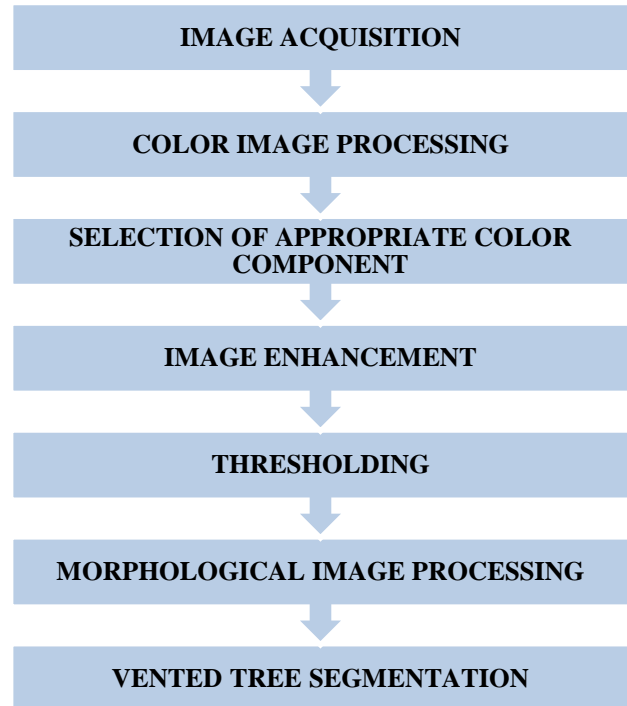 IMAGE ACQUISITION
COLOR IMAGE PROCESSING
SELECTION OF APPROPRIATE COLOR
COMPONENT
IMAGE ENHANCEMENT
THRESHOLDING
MORPHOLOGICAL IMAGE PROCESSING
VENTED TREE SEGMENTATION